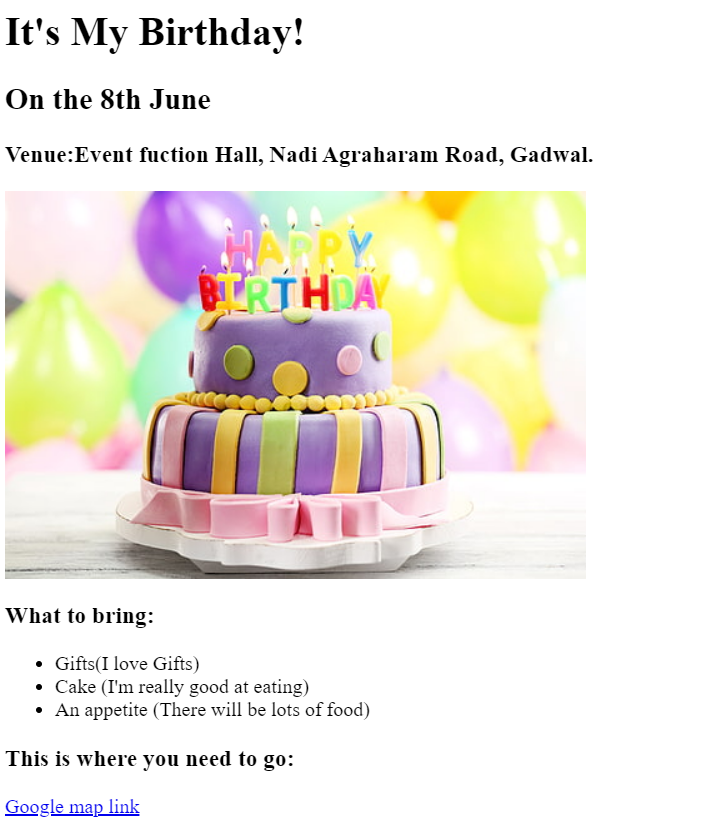 It's My Birthday!
On the 8th June
Venue:Event fuction Hall, Nadi Agraharam Road, Gadwal.
HAPPY
BIRTHDAY
What to bring:
Gifts(I love Gifts)
Cake (I'm really good at eating)
An appetite (There will be lots of food)
This is where you need to go:
Google map link